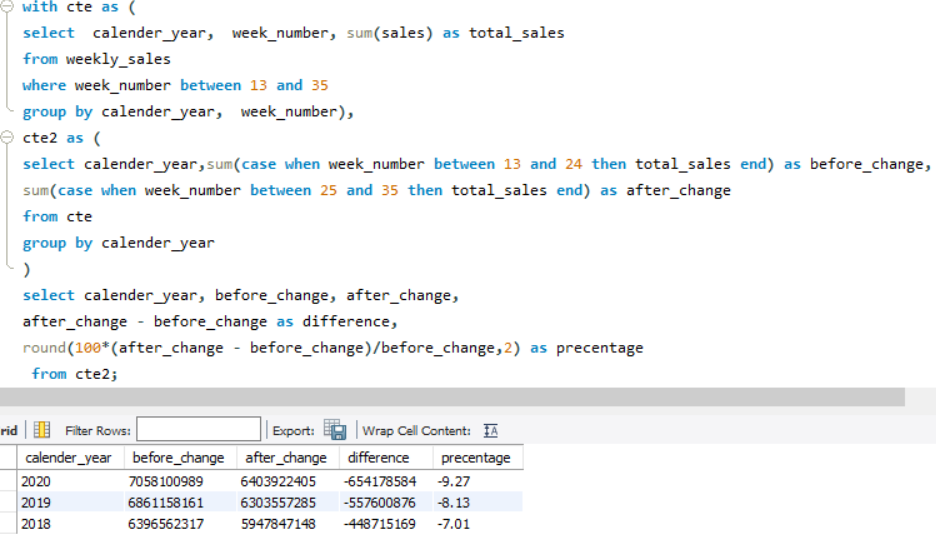 with cte as (
select  calender_year,  week_number, sum(sales) as total_sales
from weekly_sales
where week_number between 13 and 35
group by calender_year,  week_number),
cte2 as (
select calender_year,sum(case when week_number between 13 and 24 then total_sales end) as before_change,
sum(case when week_number between 25 and 35 then total_sales end) as after_change
from cte
group by calender_year
)
select calender_year, before_change, after_change,
after_change - before_change as difference,
round(100*(after_change - before_change)/before_change,2) as precentage
from cte2;
rid Filter Rows: Export: Wrap Cell Content: IA
calender_year before_change after_change difference precentage
2020 7058100989 6403922405 -654178584 -9.27
2019 6861158161 6303557285 -557600876 -8.13
2018 6396562317 5947847148 -448715169 -7.01